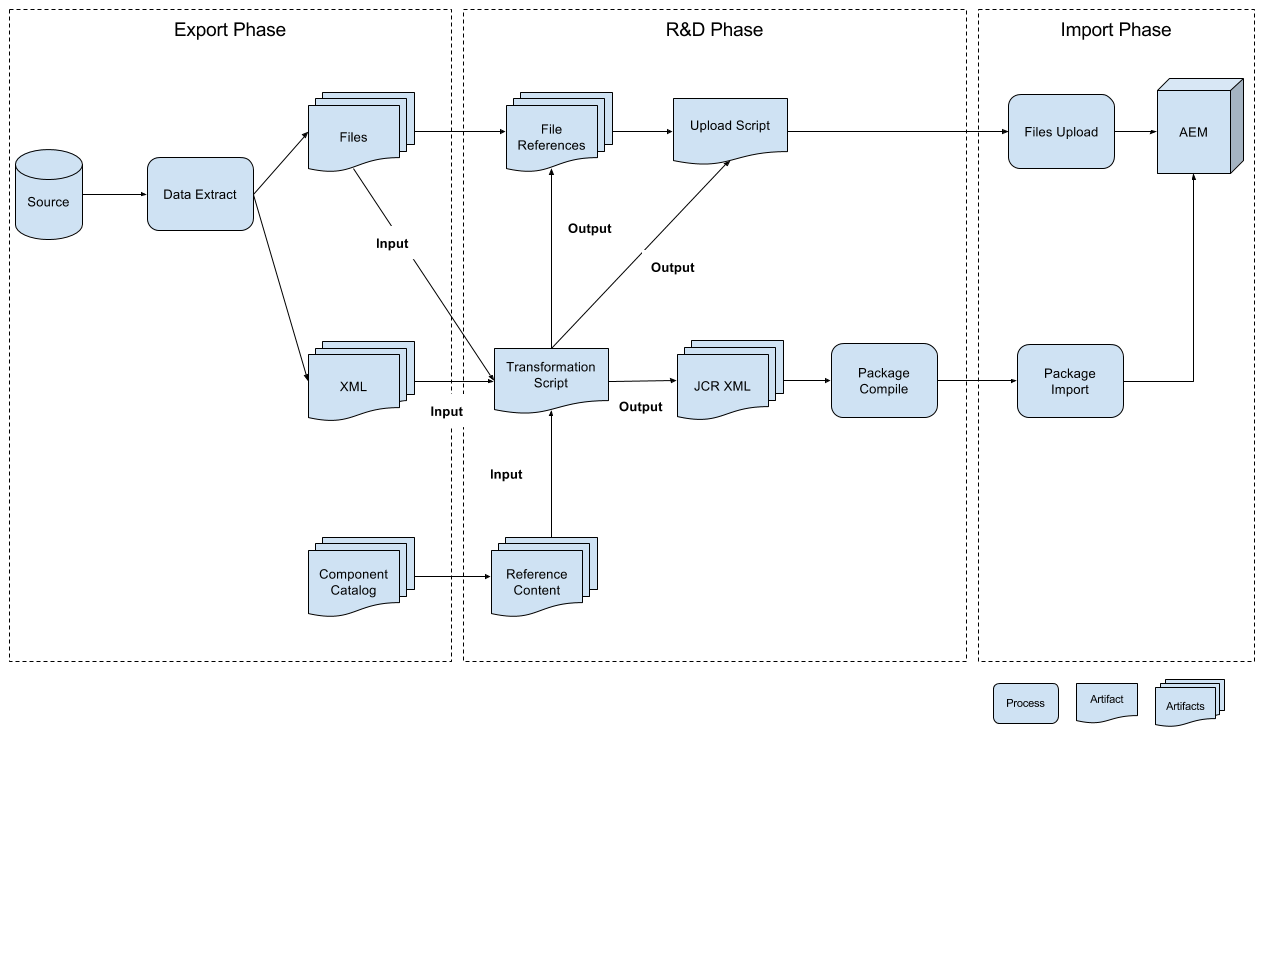 Export Phase
R&D Phase
Import Phase
Files
File
References
Upload Script
Files Upload
AEM
Source
Data Extract
Input
Output
Output
XML
Input
Transformation
Script
Output
JCR XML
Package
Compile
Package
Import
Input
Component
Catalog
Reference
Content
Process
Artifact
Artifacts